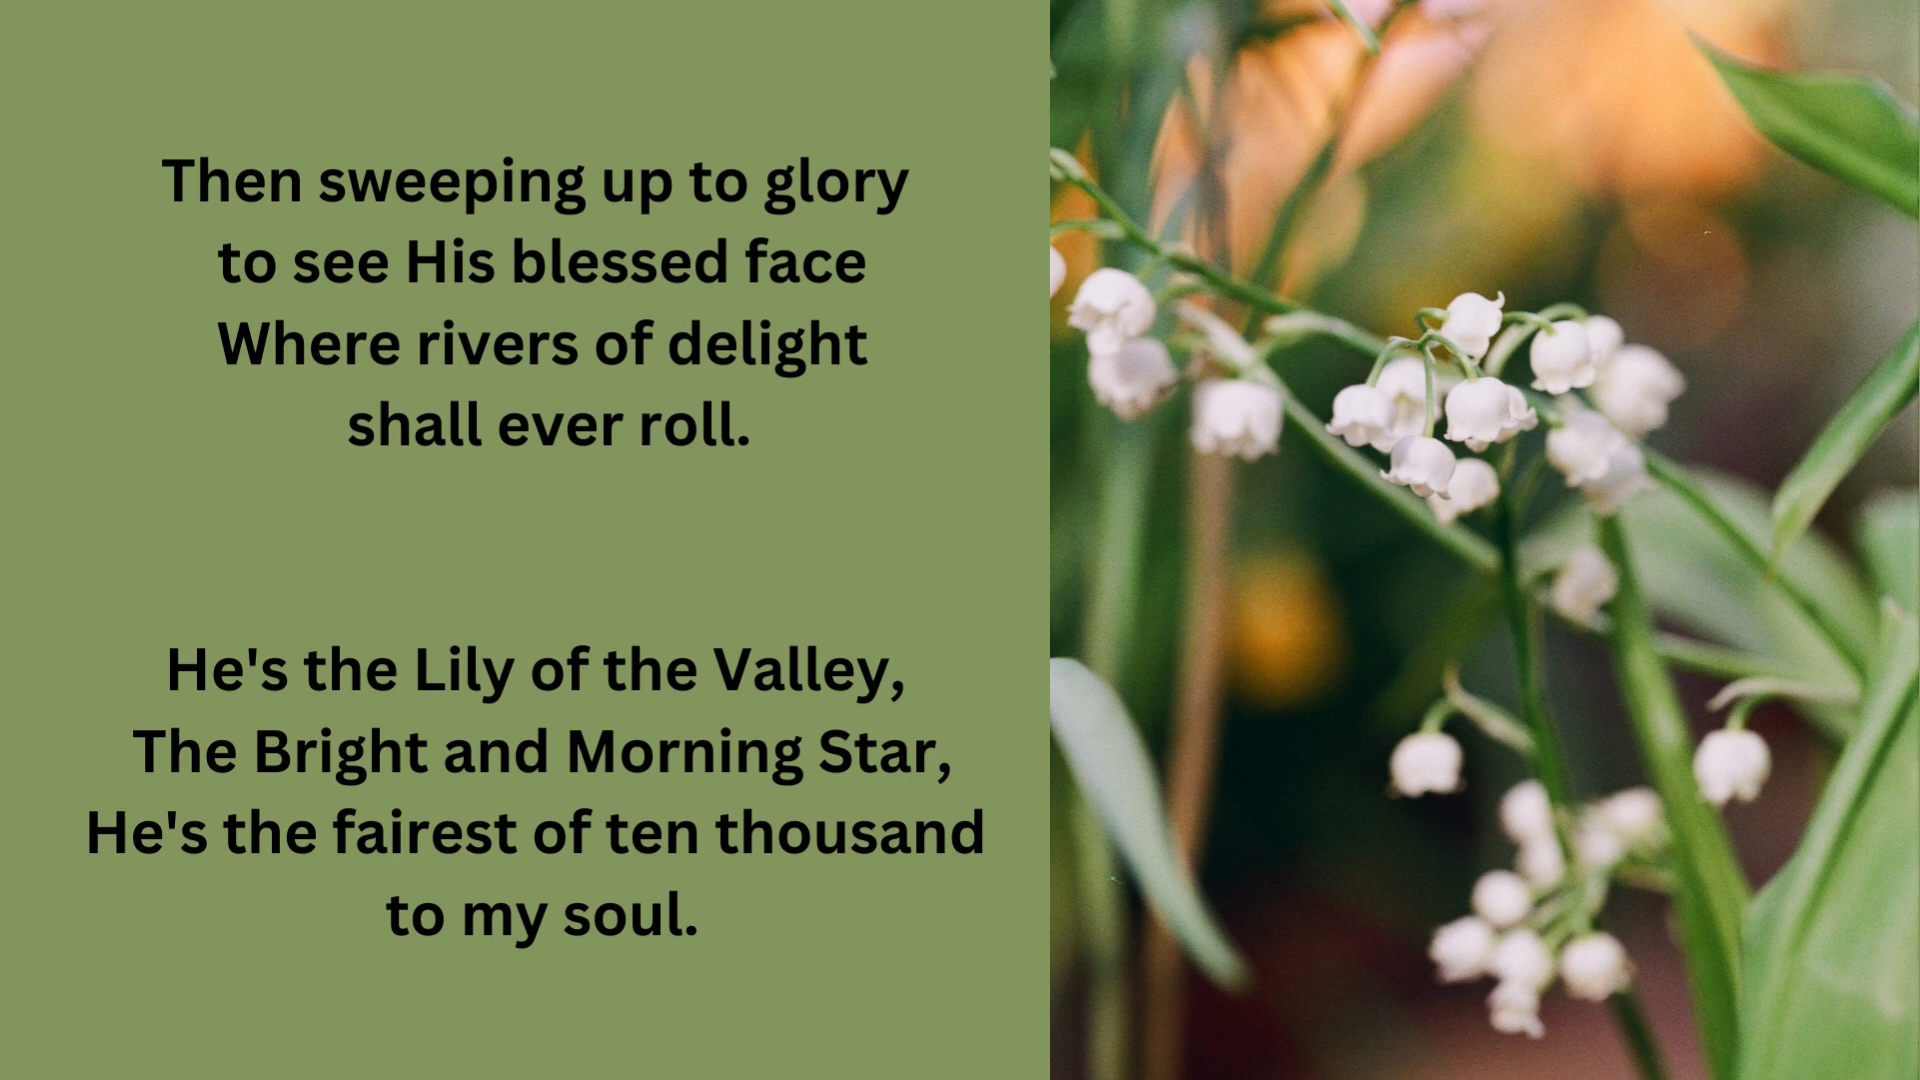 Then sweeping up to glory
to see His blessed face
Where rivers of delight
shall ever roll.
He's the Lily of the Valley,
The Bright and Morning Star,
He's the fairest of ten thousand
to my soul.